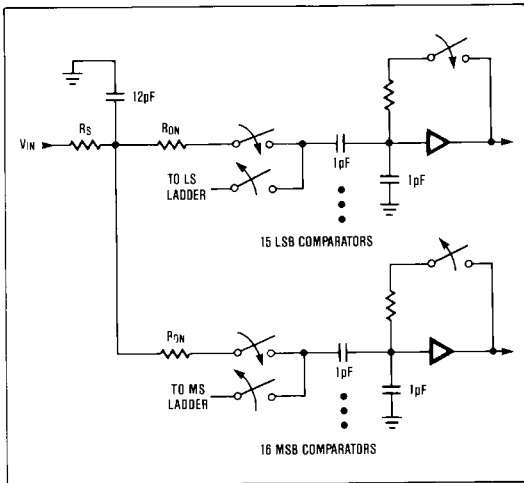 12pF
VIN
RS
RON
TO LS
LADDER
1pF
1pF
15 LSB COMPARATORS
RON
TO MS
LADDER
1pF
1pF
16 MSB COMPARATORS